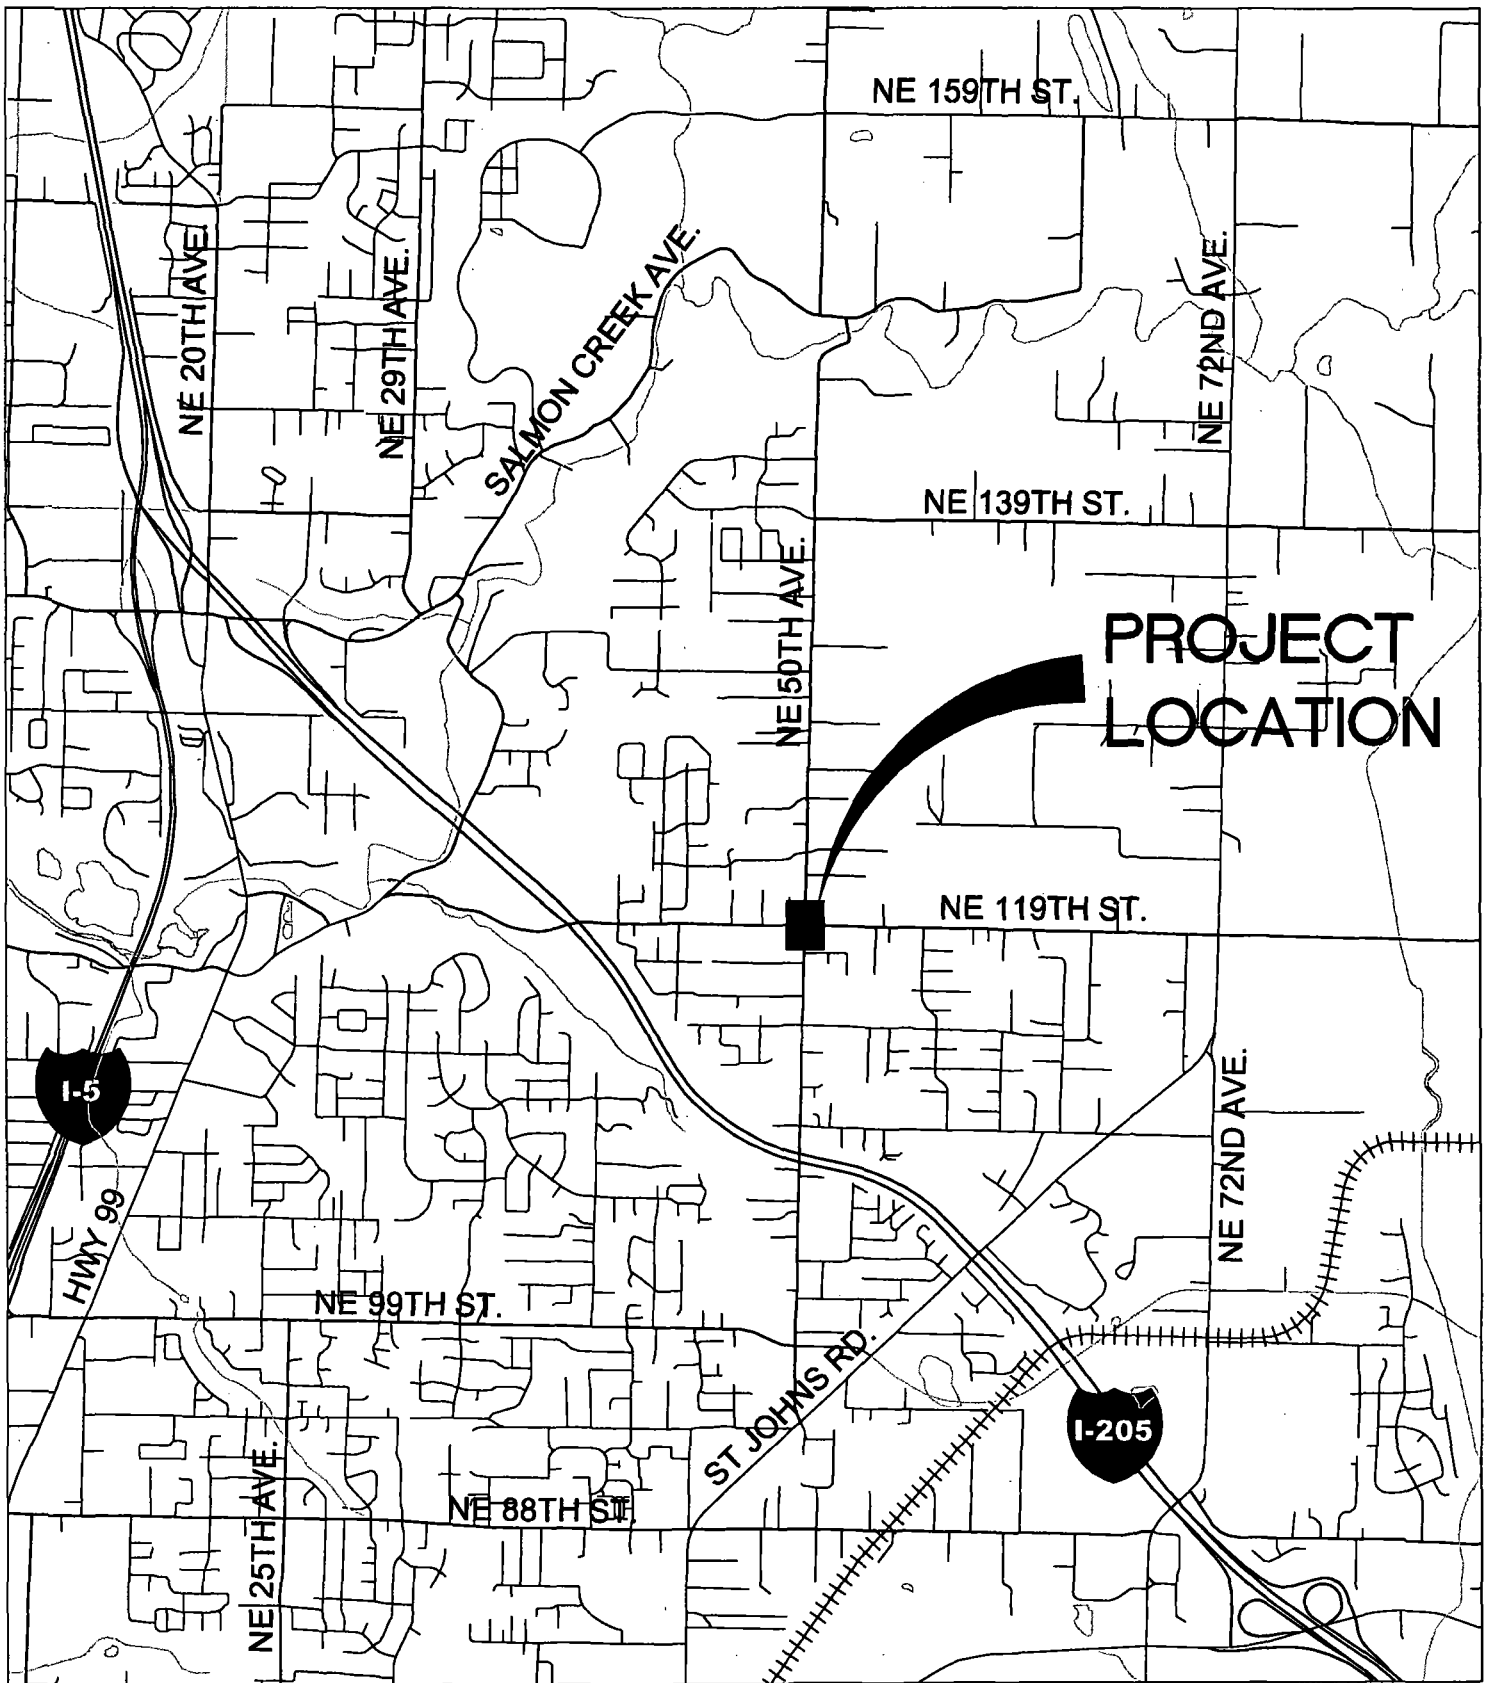 NE 159TH ST.
NE 20TH AVE.
NE 29TH AVE.
SALMON CREEK AVE.
NE 72ND AVE.
NE 139TH ST.
NE 50TH AVE.
PROJECT
LOCATION
NE 119TH ST.
I-5
HWY 99
NE 72ND AVE.
NE 99TH ST.
ST JOHNS RD.
I-205
NE 88TH ST.
NE 25TH AVE.